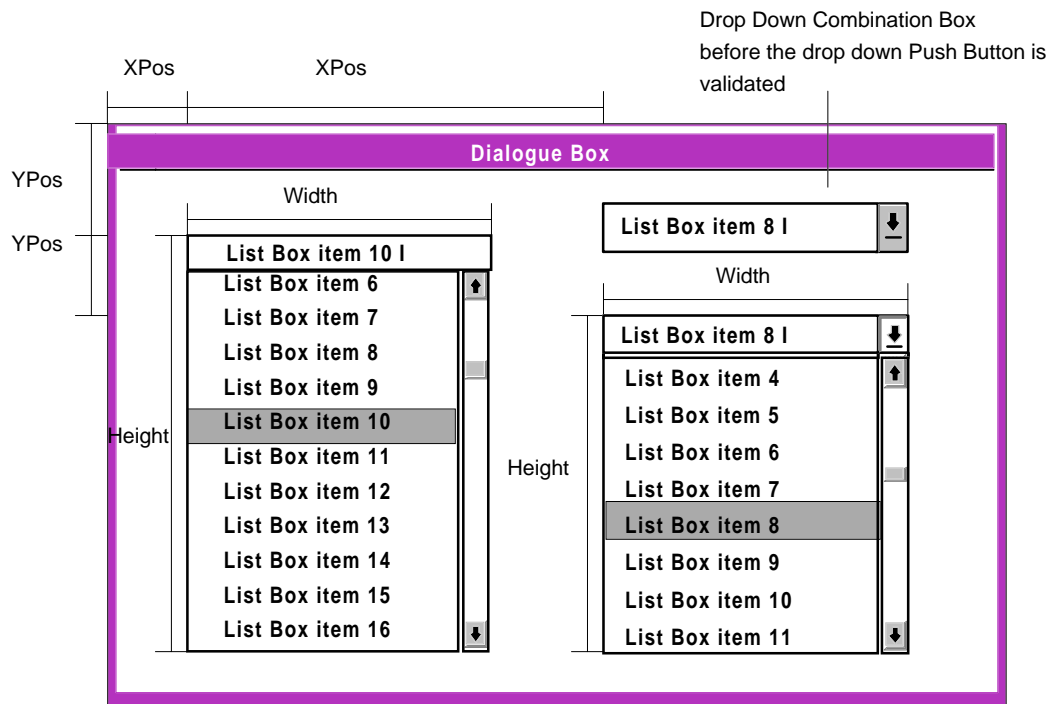 Drop Down Combination Box
before the drop down Push Button is
validated
XPos
XPos
Dialogue Box
YPos
YPos
Width
List Box item 10 I
List Box item 6
List Box item 7
List Box item 8
List Box item 9
List Box item 10
List Box item 11
List Box item 12
List Box item 13
List Box item 14
List Box item 15
List Box item 16
Height
List Box item 8 I
Width
List Box item 8 I
List Box item 4
List Box item 5
List Box item 6
List Box item 7
List Box item 8
List Box item 9
List Box item 10
List Box item 11
Height